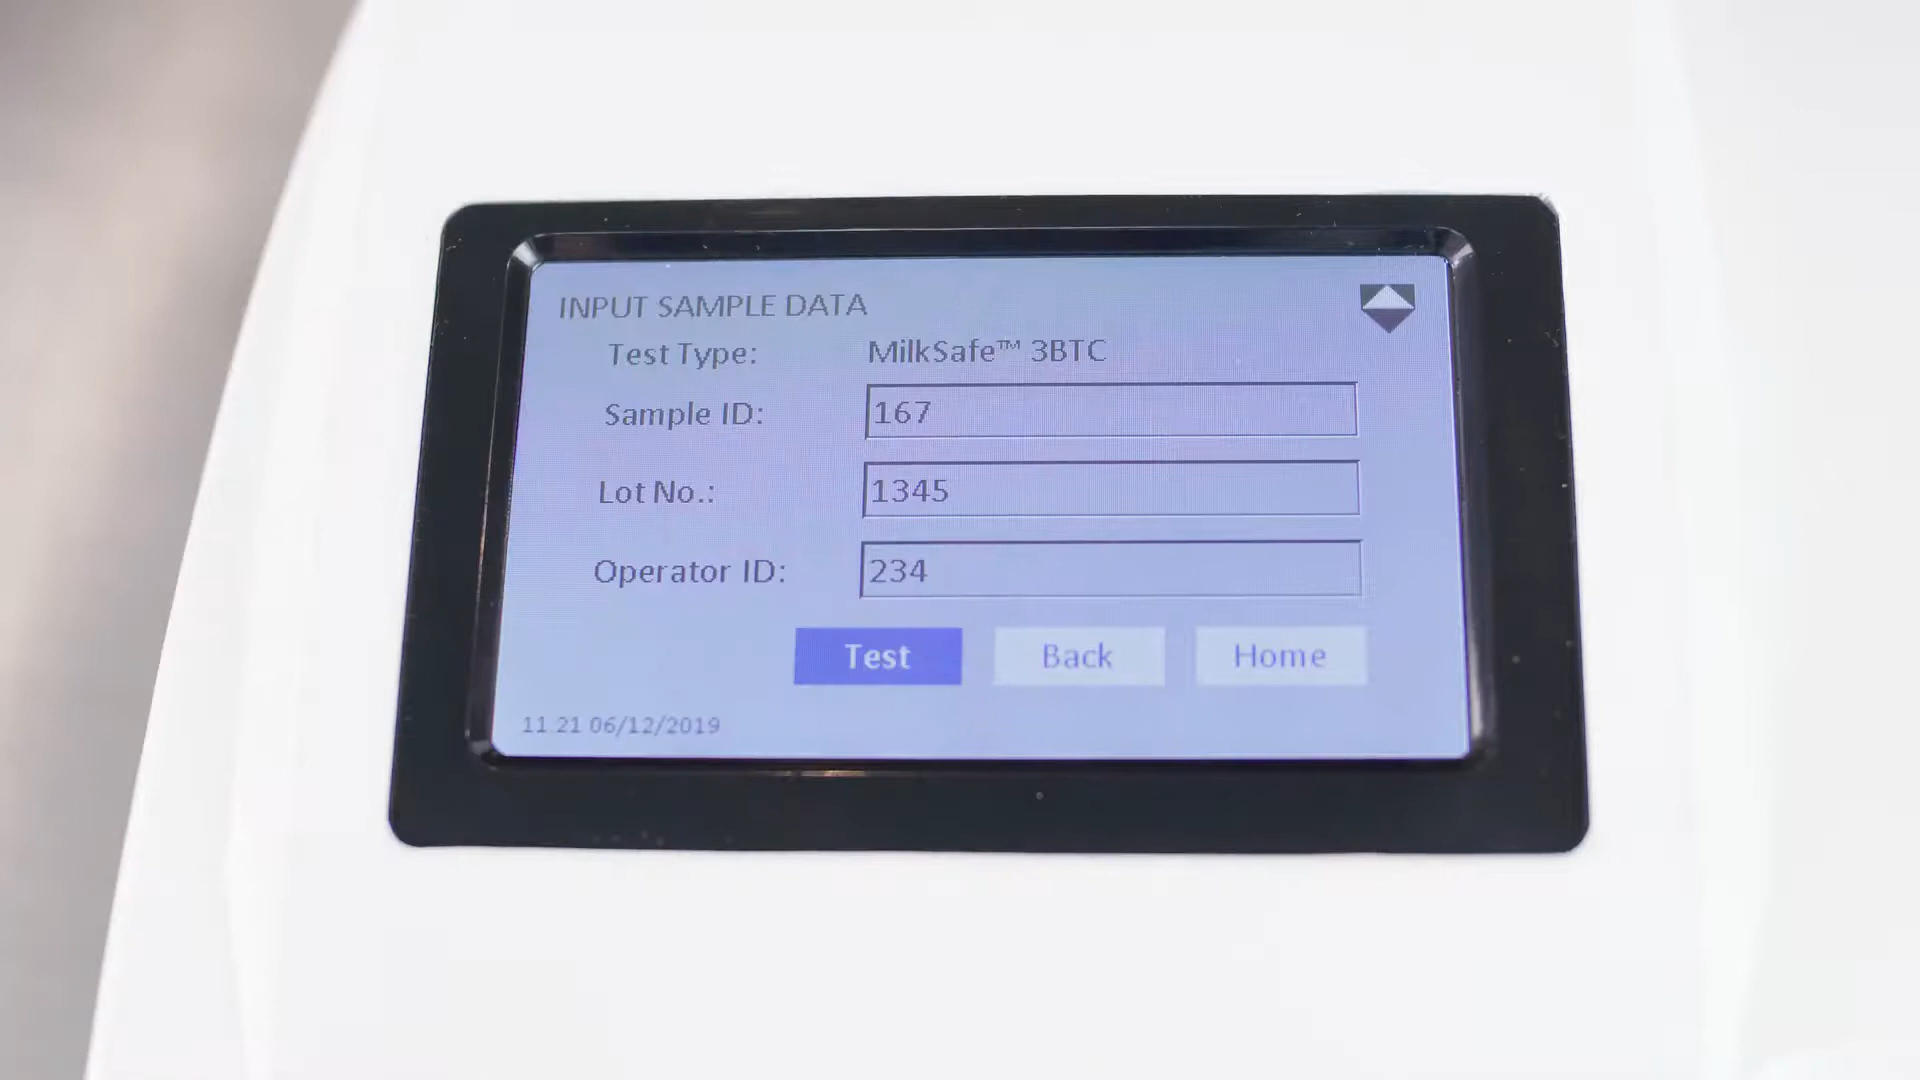 INPUT SAMPLE DATA
Test Type: MilkSafe™ 3BTC
Sample ID: 167
Lot No.: 1345
Operator ID: 234
Test Back Home
11 21 06/12/2019